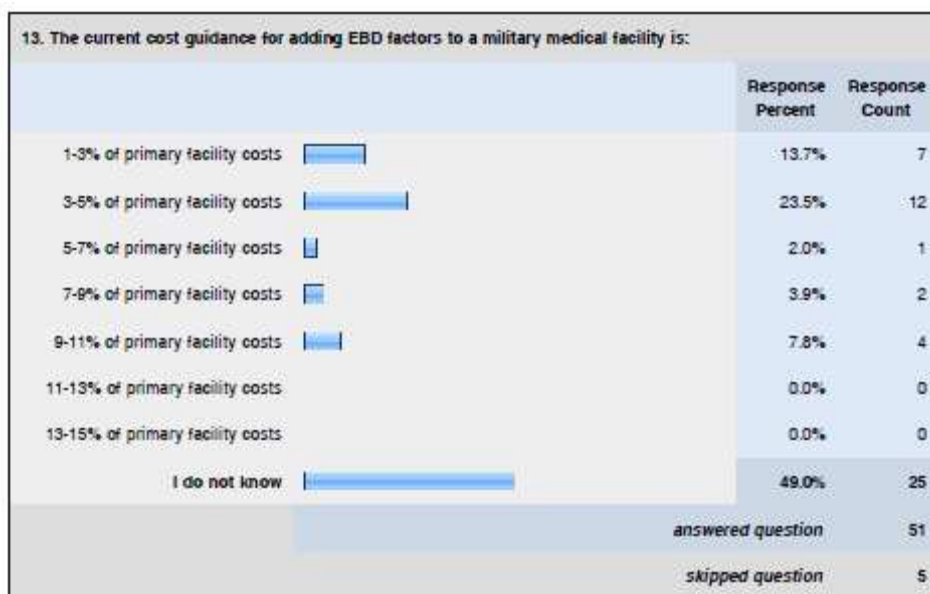 13. The current cost guidance for adding EBD factors to a military medical facility is:
Response Percent Response Count
1-3% of primary facility costs 13.7% 7
3-5% of primary facility costs 23.5% 12
5-7% of primary facility costs 2.0% 1
7-9% of primary facility costs 3.9% 2
9-11% of primary facility costs 7.8% 4
11-13% of primary facility costs 0.0% 0
13-15% of primary facility costs 0.0% 0
I do not know 49.0% 25
answered question 51
skipped question 5